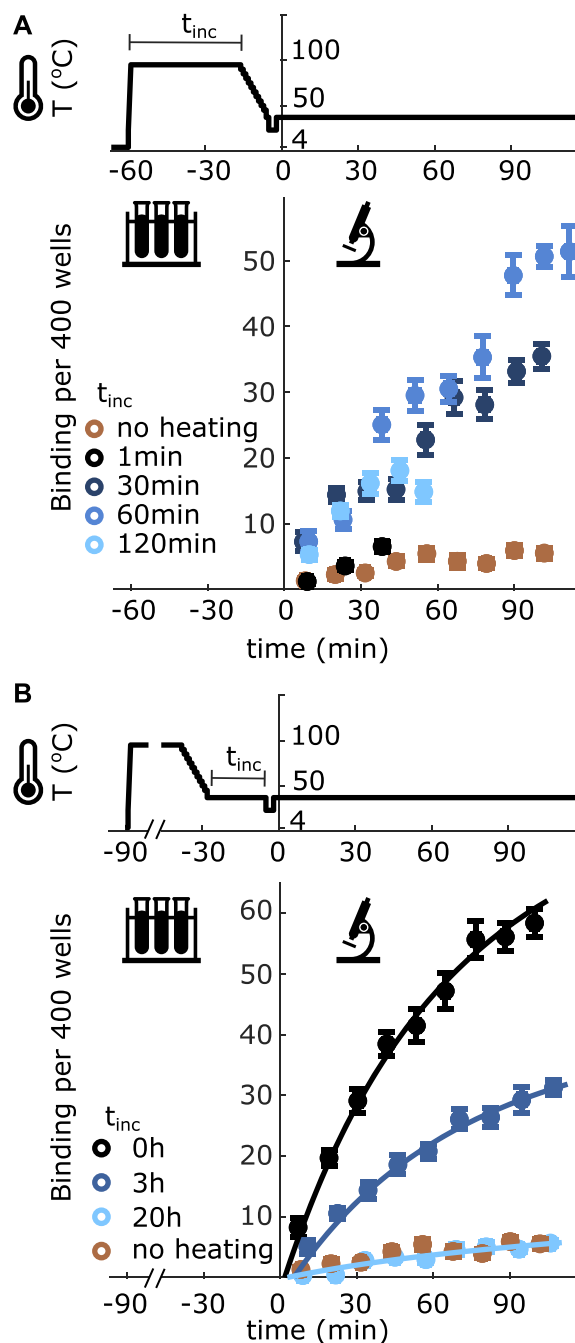 A
t_inc
T (ºC)
100
50
4
-60 -30 0 30 60 90
Binding per 400 wells
50
40
30
20
10
t_inc
no heating
1min
30min
60min
120min
-60 -30 0 30 60 90
time (min)
B
T (ºC)
t_inc
100
50
4
-90 -30 0 30 60 90
Binding per 400 wells
60
50
40
30
20
10
t_inc
0h
3h
20h
no heating
-90 -30 0 30 60 90
time (min)